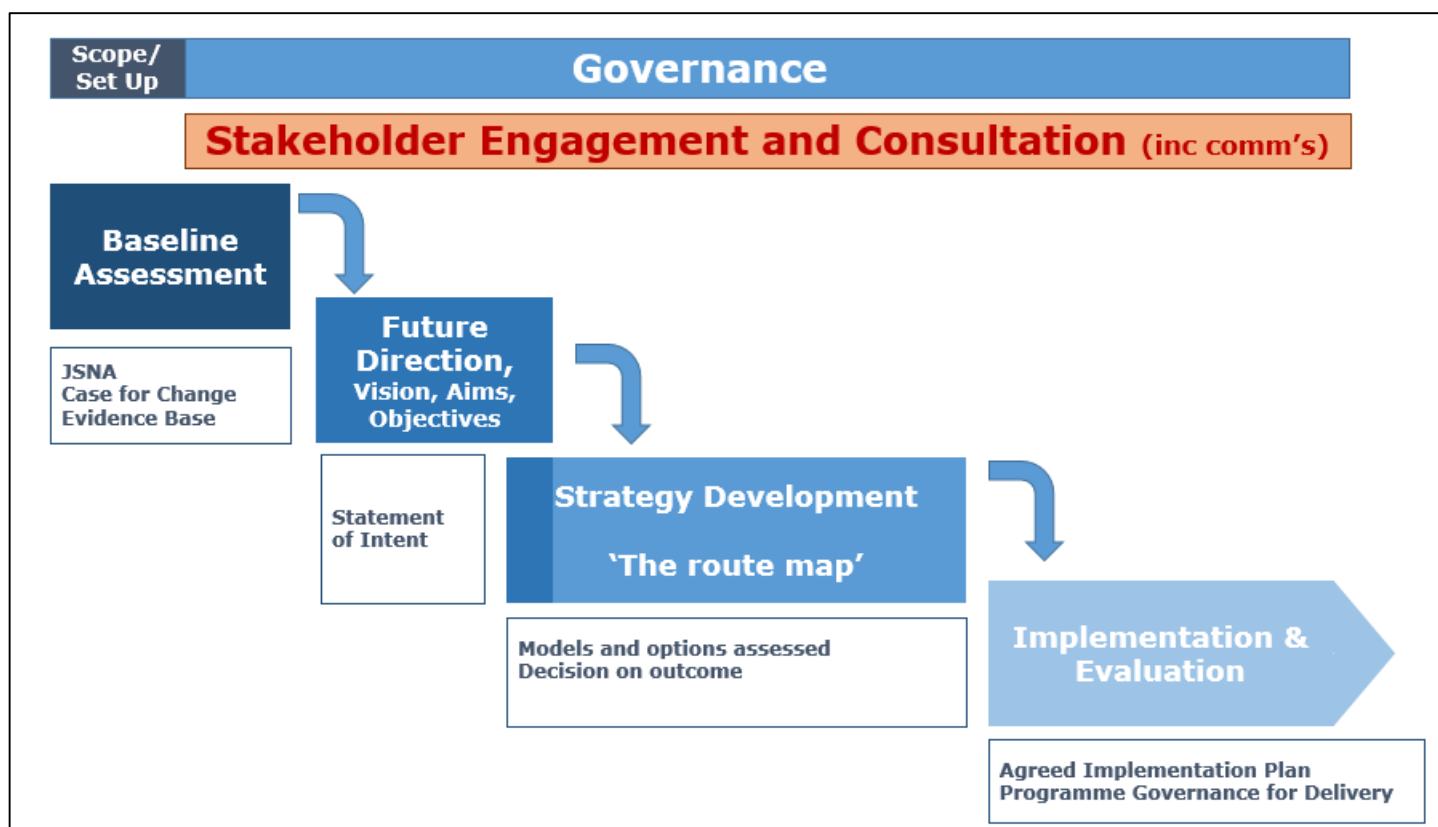 Scope/
Set Up
Governance
Stakeholder Engagement and Consultation (inc comm's)
Baseline
Assessment
JSNA
Case for Change
Evidence Base
Future
Direction,
Vision, Aims,
Objectives
Statement
of Intent
Strategy Development
‘The route map’
Models and options assessed
Decision on outcome
Implementation &
Evaluation
Agreed Implementation Plan
Programme Governance for Delivery